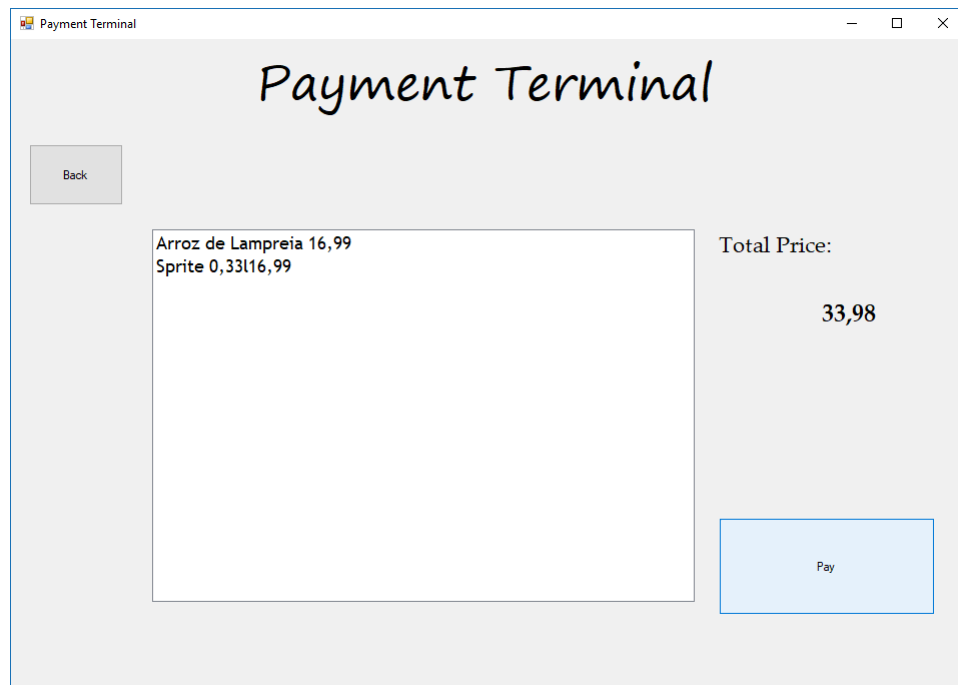 Payment Terminal
Payment Terminal
Back
Arroz de Lampreia 16,99
Sprite 0,33l16,99
Total Price:
33,98
Pay